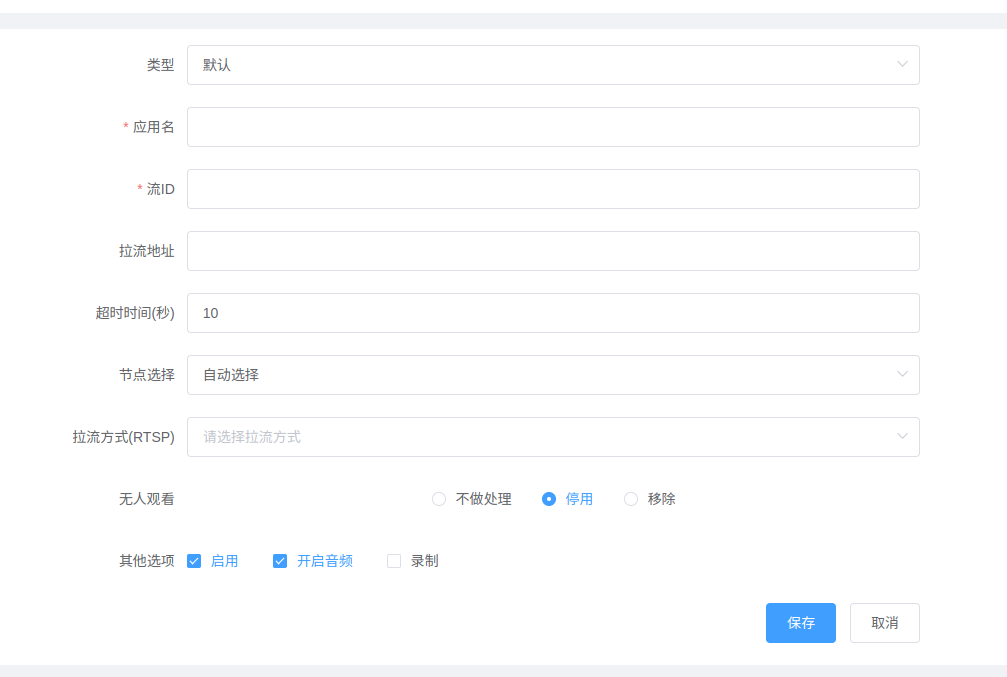 类型 默认
* 应用名
* 流ID
拉流地址
超时时间(秒) 10
节点选择 自动选择
拉流方式(RTSP) 请选择拉流方式
无人观看 不做处理 停用 移除
其他选项 启用 开启音频 录制
保存 取消